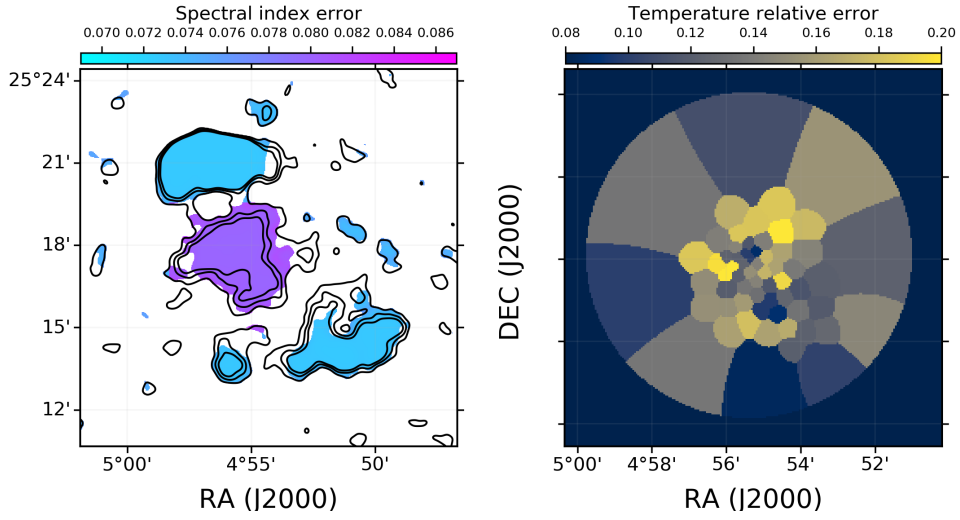 Spectral index error
0.070 0.072 0.074 0.076 0.078 0.080 0.082 0.084 0.086
25°24'
21'
18'
15'
12'
5°00' 4°55' 50'
RA (J2000)
Temperature relative error
0.08 0.10 0.12 0.14 0.16 0.18 0.20
DEC (J2000)
5°00' 4°58' 56' 54' 52'
RA (J2000)